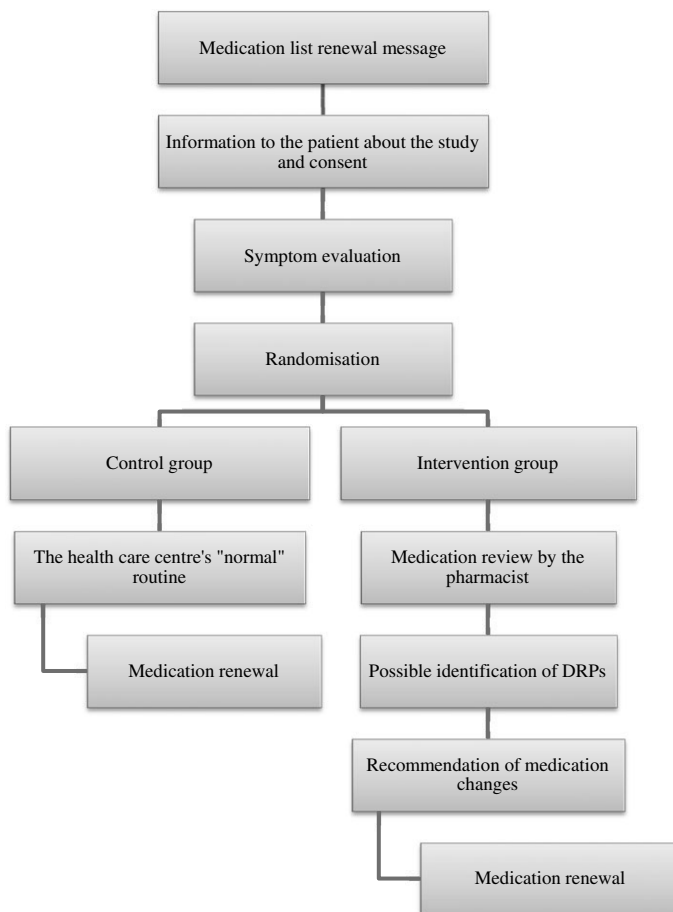 Medication list renewal message
Information to the patient about the study
and consent
Symptom evaluation
Randomisation
Control group
Intervention group
The health care centre's "normal"
routine
Medication review by the
pharmacist
Medication renewal
Possible identification of DRPs
Recommendation of medication
changes
Medication renewal